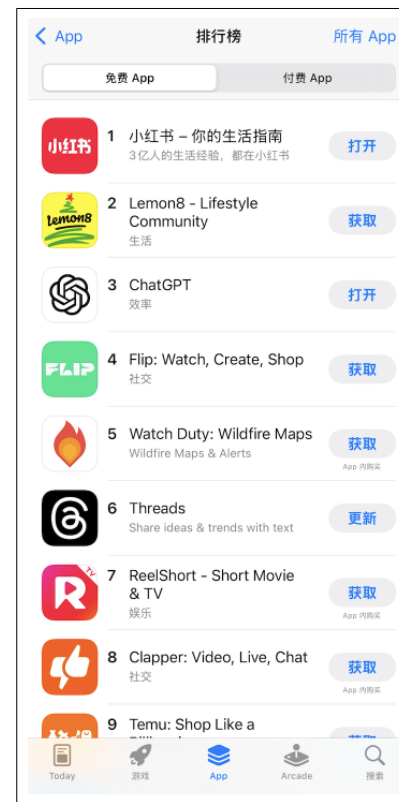 App
排行榜
所有 App
免费 App
付费 App
小红书
1 小红书 – 你的生活指南
3亿人的生活经验，都在小红书
打开
Lemon8
2 Lemon8 - Lifestyle
Community
生活
获取
3 ChatGPT
效率
打开
FLIP
4 Flip: Watch, Create, Shop
社交
获取
5 Watch Duty: Wildfire Maps
Wildfire Maps & Alerts
获取
App 内购买
6 Threads
Share ideas & trends with text
更新
R TV
7 ReelShort - Short Movie
& TV
娱乐
获取
App 内购买
8 Clapper: Video, Live, Chat
社交
获取
App 内购买
9 Temu: Shop Like a
Today
游戏
App
Arcade
搜索